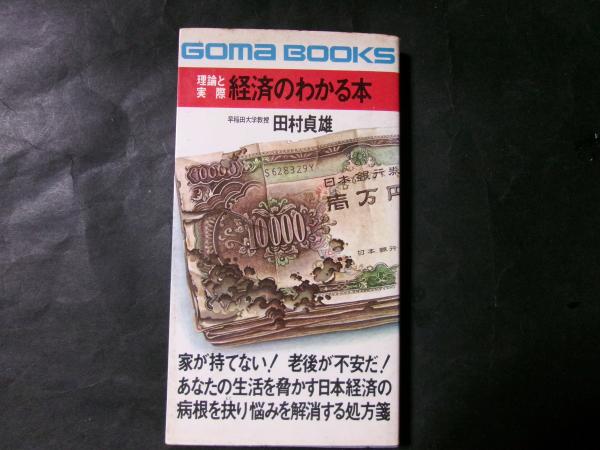 GOMA BOOKS
理論と実際 経済のわかる本
早稲田大学教授 田村貞雄
10000
S628329Y
日本銀行券
壱万円
10,000
日本銀行
家が持てない! 老後が不安だ!
あなたの生活を脅かす日本経済の
病根を抉り悩みを解消する処方箋